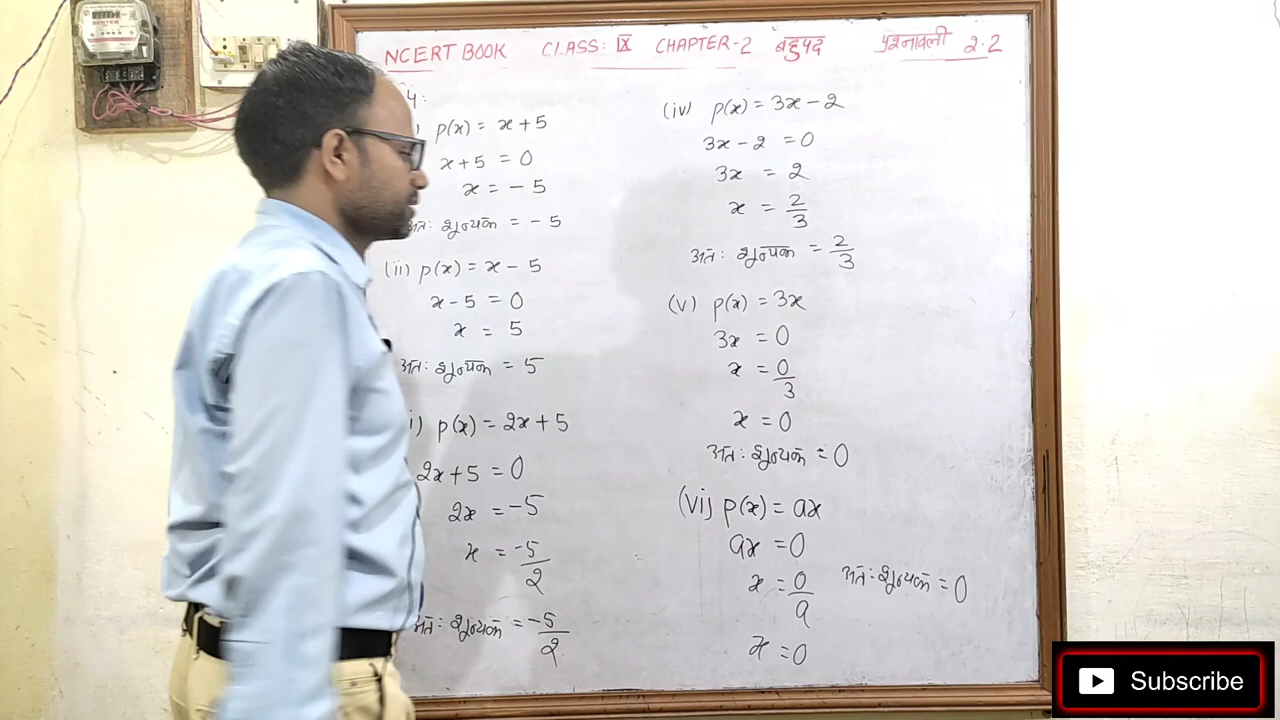 NCERT BOOK CLASS: IX CHAPTER-2 बहुपद प्रश्नावली 2.2
4:
) p(x) = x + 5
x + 5 = 0
x = - 5
अतः शून्यक = - 5
(ii) p(x) = x - 5
x - 5 = 0
x = 5
अतः शून्यक = 5
i) p(x) = 2x + 5
2x + 5 = 0
2x = -5
x = -5/2
अतः शून्यक = -5/2
(iv) p(x) = 3x - 2
3x - 2 = 0
3x = 2
x = 2/3
अतः शून्यक = 2/3
(v) p(x) = 3x
3x = 0
x = 0/3
x = 0
अतः शून्यक = 0
(vi) p(x) = ax
ax = 0
x = 0/a
x = 0
अतः शून्यक = 0
Subscribe